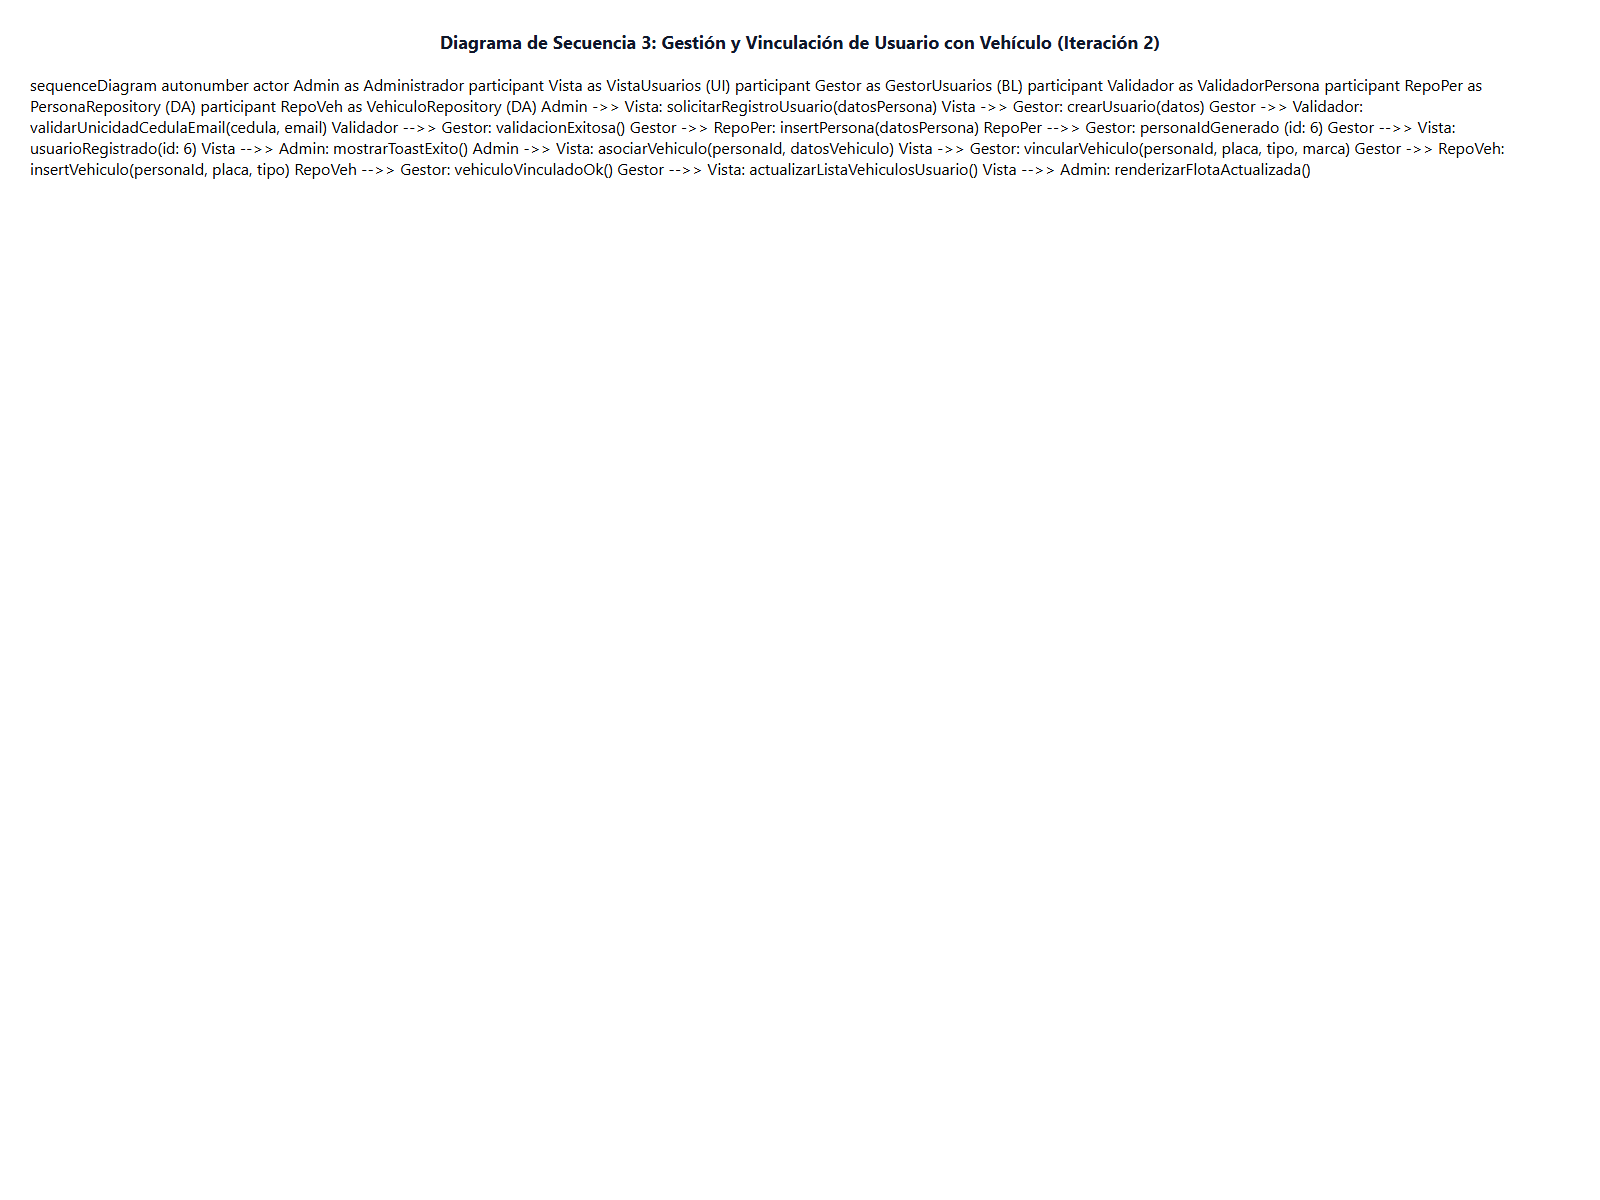 Diagrama de Secuencia 3: Gestión y Vinculación de Usuario con Vehículo (Iteración 2)
sequenceDiagram autonumber actor Admin as Administrador participant Vista as VistaUsuarios (UI) participant Gestor as GestorUsuarios (BL) participant Validador as ValidadorPersona participant RepoPer as
PersonaRepository (DA) participant RepoVeh as VehiculoRepository (DA) Admin ->> Vista: solicitarRegistroUsuario(datosPersona) Vista ->> Gestor: crearUsuario(datos) Gestor ->> Validador:
validarUnicidadCedulaEmail(cedula, email) Validador -->> Gestor: validacionExitosa() Gestor ->> RepoPer: insertPersona(datosPersona) RepoPer -->> Gestor: personaIdGenerado (id: 6) Gestor -->> Vista:
usuarioRegistrado(id: 6) Vista -->> Admin: mostrarToastExito() Admin ->> Vista: asociarVehiculo(personaId, datosVehiculo) Vista ->> Gestor: vincularVehiculo(personaId, placa, tipo, marca) Gestor ->> RepoVeh:
insertVehiculo(personaId, placa, tipo) RepoVeh -->> Gestor: vehiculoVinculadoOk() Gestor -->> Vista: actualizarListaVehiculosUsuario() Vista -->> Admin: renderizarFlotaActualizada()